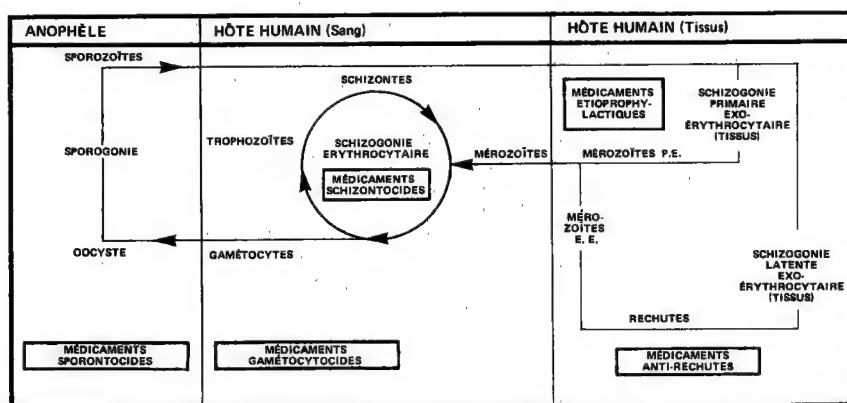 ANOPHÈLE
HÔTE HUMAIN (Sang)
HÔTE HUMAIN (Tissus)
SPOROZOÏTES
SCHIZONTES
MÉDICAMENTS
ETIOPROPHY-
LACTIQUES
SCHIZOGONIE
PRIMAIRE
EXO-
ÉRYTHROCYTAIRE
(TISSUS)
SPOROGONIE
TROPHOZOÏTES
SCHIZOGONIE
ERYTHROCYTAIRE
MÉDICAMENTS
SCHIZONTOCIDES
MÉROZOÏTES
MÉROZOÏTES P.E.
MÉRO-
ZOÏTES
E. E.
OOCYSTE
GAMÉTOCYTES
SCHIZOGONIE
LATENTE
EXO-
ÉRYTHROCYTAIRE
(TISSUS)
RECHUTES
MÉDICAMENTS
SPORONTOCIDES
MÉDICAMENTS
GAMÉTOCYTOCIDES
MÉDICAMENTS
ANTI-RECHUTES